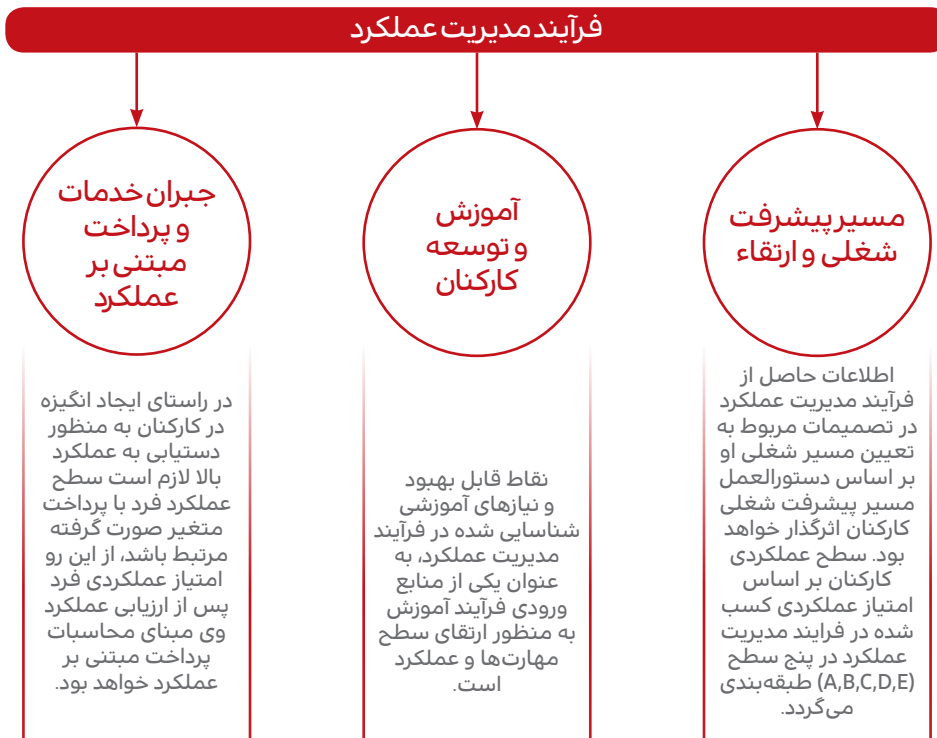 فرآیند مدیریت عملکرد
مسیر پیشرفت
شغلی و ارتقاء
اطلاعات حاصل از
فرآیند مدیریت عملکرد
در تصمیمات مربوط به
تعیین مسیر شغلی او
بر اساس دستورالعمل
مسیر پیشرفت شغلی
کارکنان اثرگذار خواهد
بود. سطح عملکردی
کارکنان بر اساس
امتیاز عملکردی کسب
شده در فرایند مدیریت
عملکرد در پنج سطح
(A,B,C,D,E) طبقه‌بندی
می‌گردد.
آموزش
و توسعه
کارکنان
نقاط قابل بهبود
و نیازهای آموزشی
شناسایی شده در فرآیند
مدیریت عملکرد، به
عنوان یکی از منابع
ورودی فرآیند آموزش
به منظور ارتقای سطح
مهارت‌ها و عملکرد
است.
جبران خدمات
و پرداخت
مبتنی بر
عملکرد
در راستای ایجاد انگیزه
در کارکنان به منظور
دستیابی به عملکرد
بالا لازم است سطح
عملکرد فرد با پرداخت
متغیر صورت گرفته
مرتبط باشد، از این رو
امتیاز عملکردی فرد
پس از ارزیابی عملکرد
وی مبنای محاسبات
پرداخت مبتنی بر
عملکرد خواهد بود.